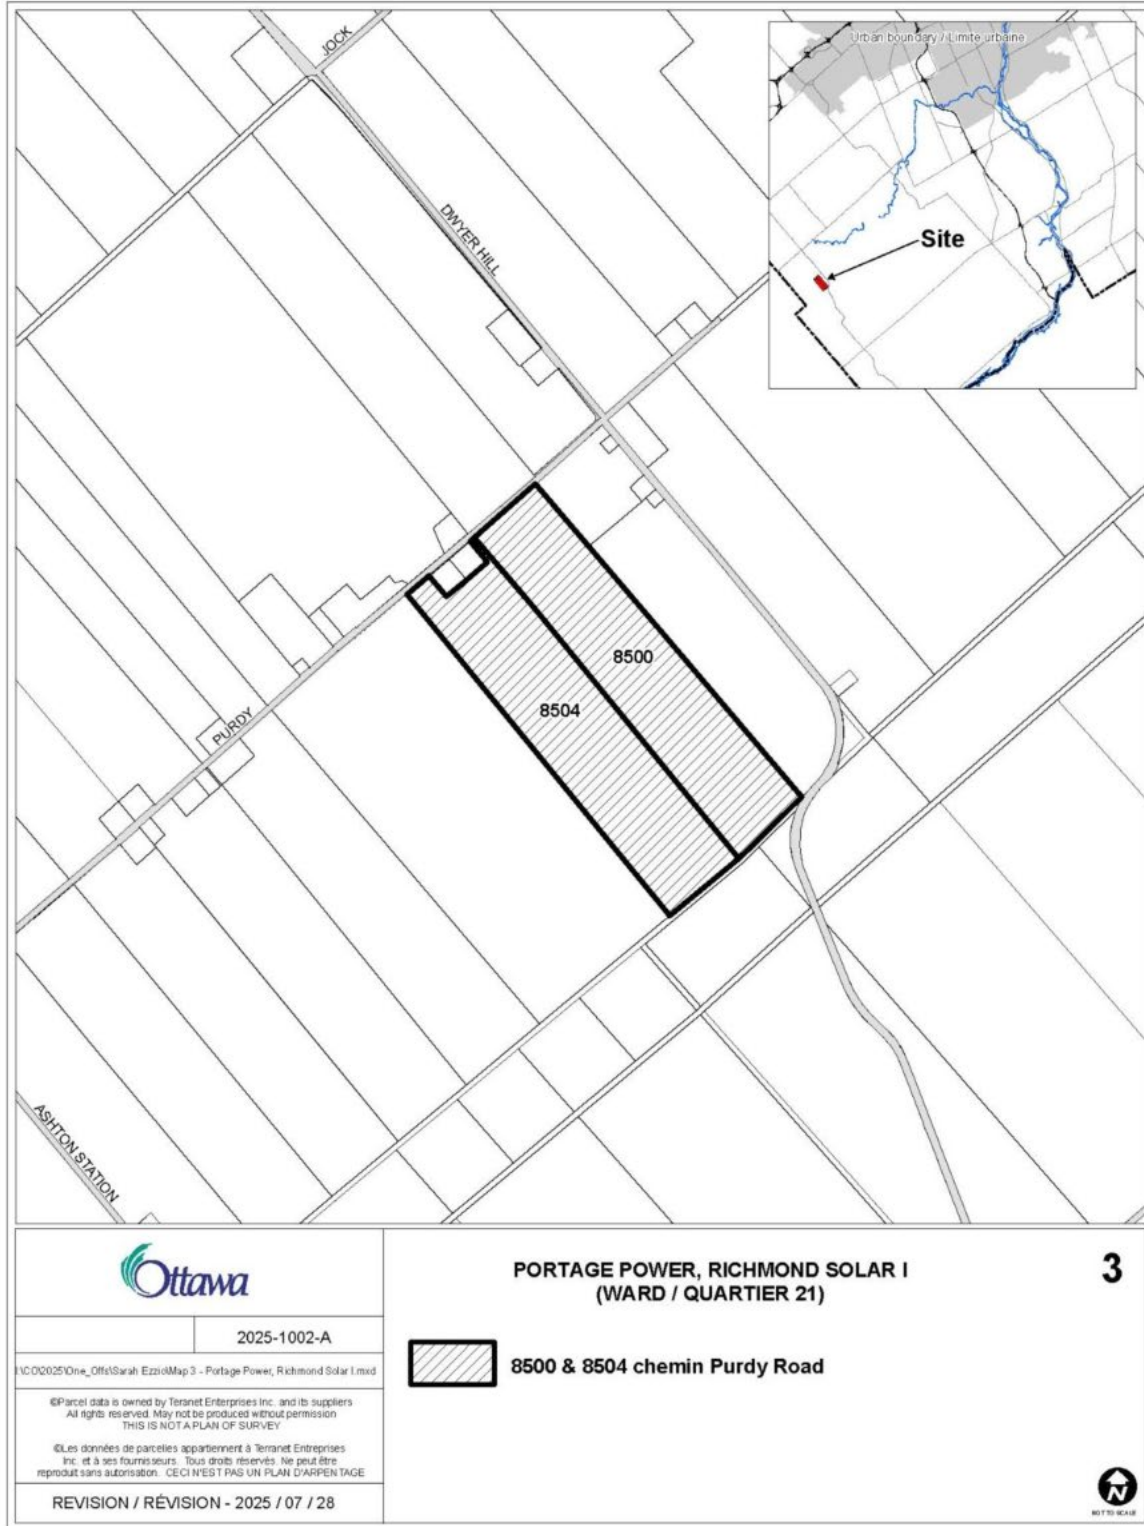 JOCK
Urban boundary / Limite urbaine
DWYER HILL
Site
8500
8504
PURDY
ASHTON STATION
Ottawa
PORTAGE POWER, RICHMOND SOLAR I
(WARD / QUARTIER 21)
3
2025-1002-A
I:\CO\2025\One_Offs\Sarah Ezzio\Map 3 - Portage Power, Richmond Solar I.mxd
8500 & 8504 chemin Purdy Road
©Parcel data is owned by Teranet Enterprises Inc. and its suppliers
All rights reserved. May not be produced without permission
THIS IS NOT A PLAN OF SURVEY
©Les données de parcelles appartiennent à Terranet Entreprises
Inc. et à ses fournisseurs. Tous droits réservés. Ne peut être
reproduit sans autorisation. CECI N'EST PAS UN PLAN D'ARPENTAGE
REVISION / RÉVISION - 2025 / 07 / 28
N
NOT TO SCALE